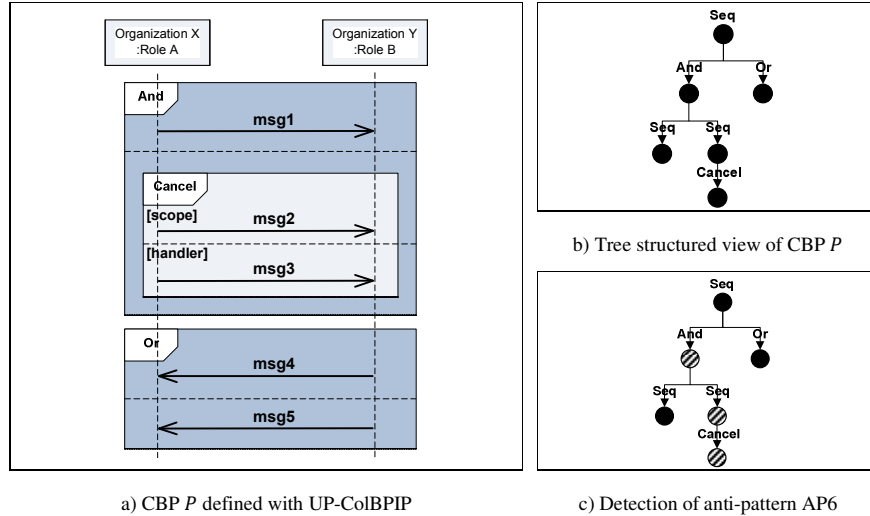 Organization X
:Role A
Organization Y
:Role B
And
msg1
Cancel
[scope]
msg2
[handler]
msg3
Or
msg4
msg5
a) CBP P defined with UP-ColBPIP
Seq
And
Or
Seq
Seq
Cancel
b) Tree structured view of CBP P
Seq
And
Or
Seq
Seq
Cancel
c) Detection of anti-pattern AP6